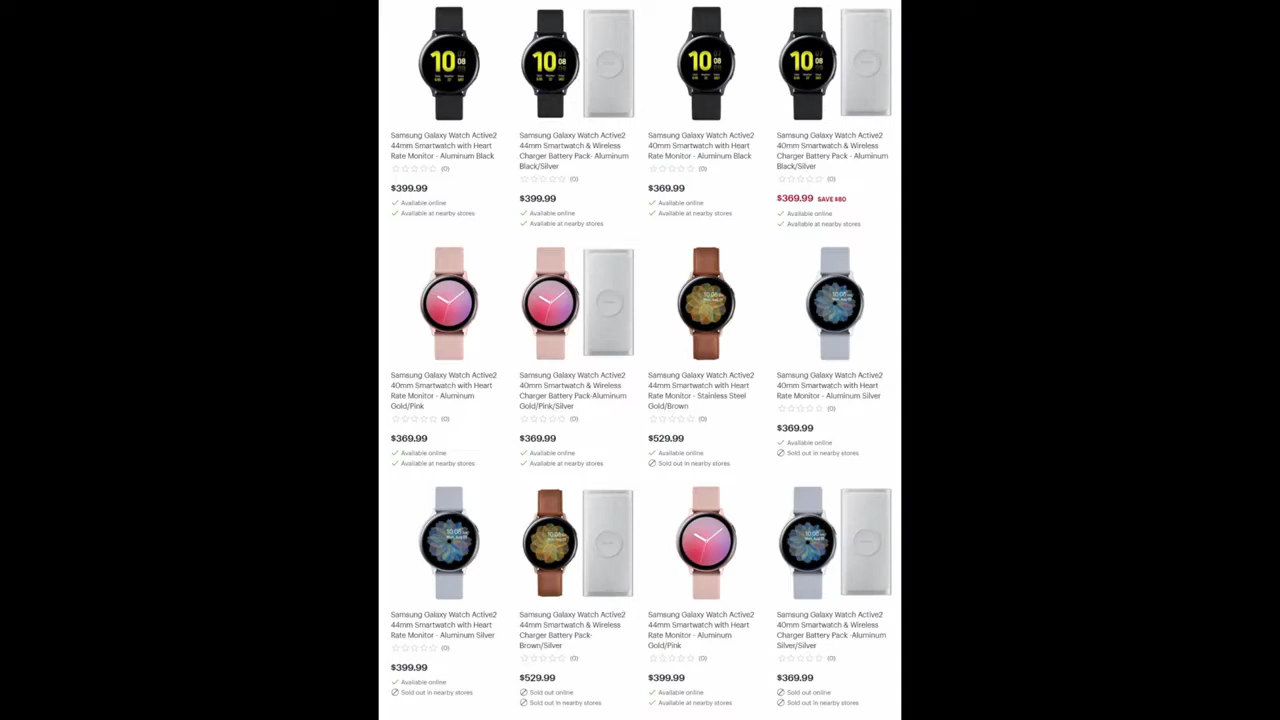 Samsung Galaxy Watch Active2
44mm Smartwatch with Heart
Rate Monitor - Aluminum Black
(0)
$399.99
Available online
Available at nearby stores
Samsung Galaxy Watch Active2
44mm Smartwatch & Wireless
Charger Battery Pack- Aluminum
Black/Silver
(0)
$399.99
Available online
Available at nearby stores
Samsung Galaxy Watch Active2
40mm Smartwatch with Heart
Rate Monitor - Aluminum Black
(0)
$369.99
Available online
Available at nearby stores
Samsung Galaxy Watch Active2
40mm Smartwatch & Wireless
Charger Battery Pack - Aluminum
Black/Silver
(0)
$369.99 SAVE $80
Available online
Available at nearby stores
Samsung Galaxy Watch Active2
40mm Smartwatch with Heart
Rate Monitor - Aluminum
Gold/Pink
(0)
$369.99
Available online
Available at nearby stores
Samsung Galaxy Watch Active2
40mm Smartwatch & Wireless
Charger Battery Pack-Aluminum
Gold/Pink/Silver
(0)
$369.99
Available online
Available at nearby stores
Samsung Galaxy Watch Active2
44mm Smartwatch with Heart
Rate Monitor - Stainless Steel
Gold/Brown
(0)
$529.99
Available online
Sold out in nearby stores
Samsung Galaxy Watch Active2
40mm Smartwatch with Heart
Rate Monitor - Aluminum Silver
(0)
$369.99
Available online
Sold out in nearby stores
Samsung Galaxy Watch Active2
44mm Smartwatch with Heart
Rate Monitor - Aluminum Silver
(0)
$399.99
Available online
Sold out in nearby stores
Samsung Galaxy Watch Active2
44mm Smartwatch & Wireless
Charger Battery Pack-
Brown/Silver
(0)
$529.99
Sold out online
Sold out in nearby stores
Samsung Galaxy Watch Active2
44mm Smartwatch with Heart
Rate Monitor - Aluminum
Gold/Pink
(0)
$399.99
Available online
Available at nearby stores
Samsung Galaxy Watch Active2
40mm Smartwatch & Wireless
Charger Battery Pack -Aluminum
Silver/Silver
(0)
$369.99
Sold out online
Sold out in nearby stores